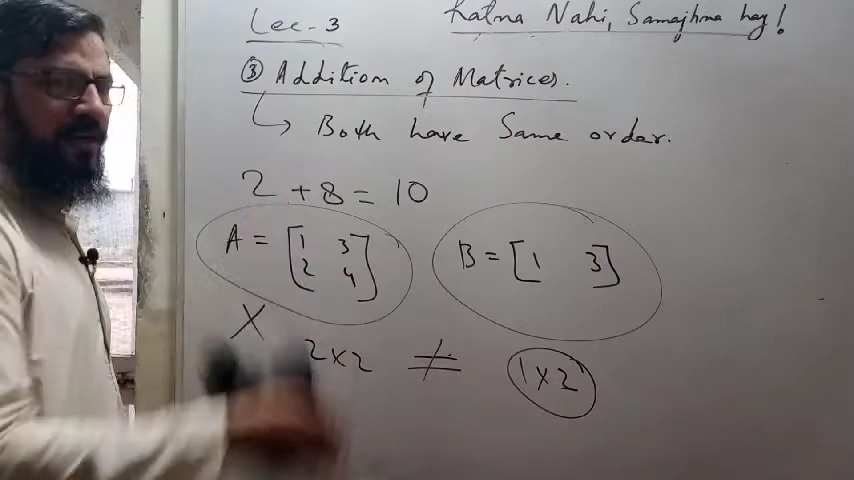 Lec-3
Ratna Nahi, Samajhna hay!
③ Addition of Matrices.
↳ Both have Same order.
2 + 8 = 10
A = [1 3
2 4]
B = [1 3]
X
2x2 ≠ 1x2